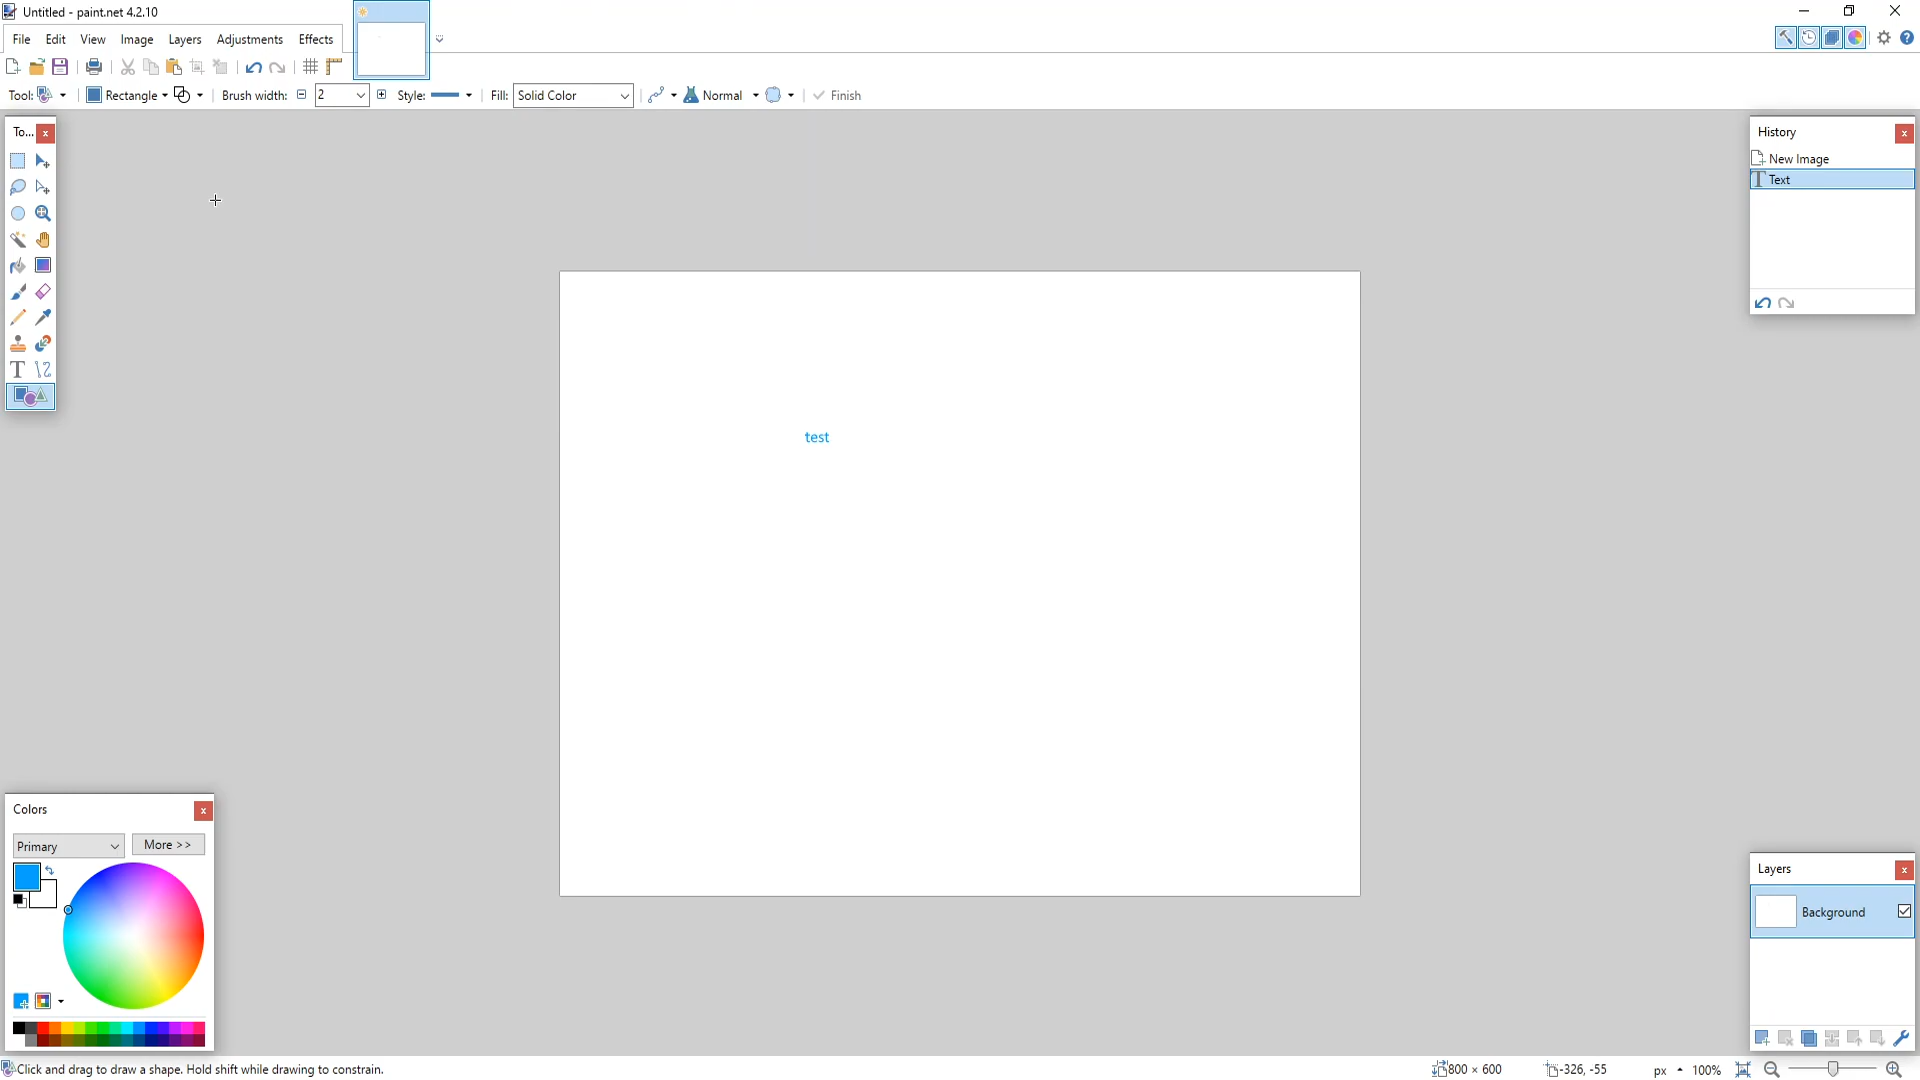 Untitled - paint.net 4.2.10
File Edit View Image Layers Adjustments Effects
Tool: Rectangle Brush width: 2 Style: Fill: Solid Color Normal Finish
To...
History
New Image
Text
test
Colors
Primary More >>
Layers
Background
Click and drag to draw a shape. Hold shift while drawing to constrain.
800 × 600 -326, -55 px 100%